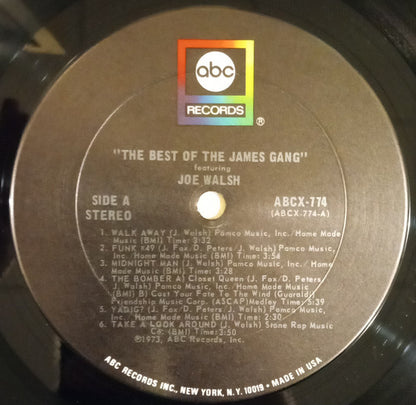 abc
RECORDS
®
"THE BEST OF THE JAMES GANG"
featuring
JOE WALSH
SIDE A
STEREO
ABCX-774
(ABCX-774-A)
1. WALK AWAY (J. Walsh) Pamco Music, Inc./Home Made
Music (BMI) Time: 3:32
2. FUNK #49 (J. Fox/D. Peters/J. Walsh) Pamco Music,
Inc./Home Made Music (BMI) Time: 3:54
3. MIDNIGHT MAN (J. Walsh) Pamco Music, Inc./Home
Made Music (BMI) Time: 3:28
4. THE BOMBER A) Closet Queen (J. Fox/D. Peters/
J. Walsh) Pamco Music, Inc./Home Made Music
(BMI) B) Cast Your Fate To The Wind (Guaraldi)
Friendship Music Corp. (ASCAP) Medley Time: 5:39
5. YADIG? (J. Fox/D. Peters/J. Walsh) Pamco Music,
Inc./Home Made Music (BMI) Time: 2:30
6. TAKE A LOOK AROUND (J. Walsh) Stone Rap Music
Co. (BMI) Time: 3:50
©1973, ABC Records, Inc.
ABC RECORDS INC., NEW YORK, N.Y. 10019 • MADE IN USA